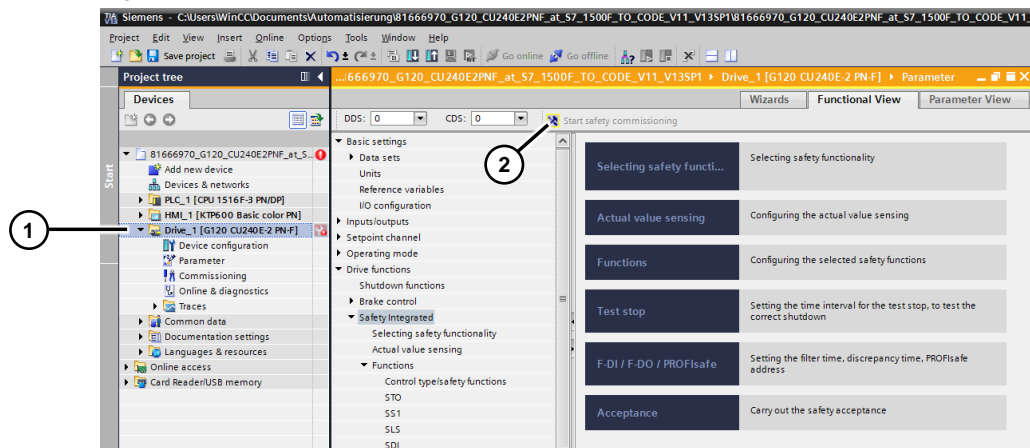 Siemens - C:\Users\WinCC\Documents\Automatisierung\81666970_G120_CU240E2PNF_at_S7_1500F_TO_CODE_V11_V13SP1\81666970_G120_CU240E2PNF_at_S7_1500F_TO_CODE_V11_
Project Edit View Insert Online Options Tools Window Help
Save project Go online Go offline
Project tree
...666970_G120_CU240E2PNF_at_S7_1500F_TO_CODE_V11_V13SP1 ▸ Drive_1 [G120 CU240E-2 PN-F] ▸ Parameter
Devices
Wizards Functional View Parameter View
DDS: 0 CDS: 0 Start safety commissioning
Start
81666970_G120_CU240E2PNF_at_S...
Add new device
Devices & networks
PLC_1 [CPU 1516F-3 PN/DP]
HMI_1 [KTP600 Basic color PN]
1
Drive_1 [G120 CU240E-2 PN-F]
Device configuration
Parameter
Commissioning
Online & diagnostics
Traces
Common data
Documentation settings
Languages & resources
Online access
Card Reader/USB memory
Basic settings
Data sets
Units
Reference variables
I/O configuration
Inputs/outputs
Setpoint channel
Operating mode
Drive functions
Shutdown functions
Brake control
Safety Integrated
Selecting safety functionality
Actual value sensing
Functions
Control type/safety functions
STO
SS1
SLS
SDI
2
Selecting safety functi... Selecting safety functionality
Actual value sensing Configuring the actual value sensing
Functions Configuring the selected safety functions
Test stop Setting the time interval for the test stop, to test the
correct shutdown
F-DI / F-DO / PROFIsafe Setting the filter time, discrepancy time, PROFIsafe
address
Acceptance Carry out the safety acceptance